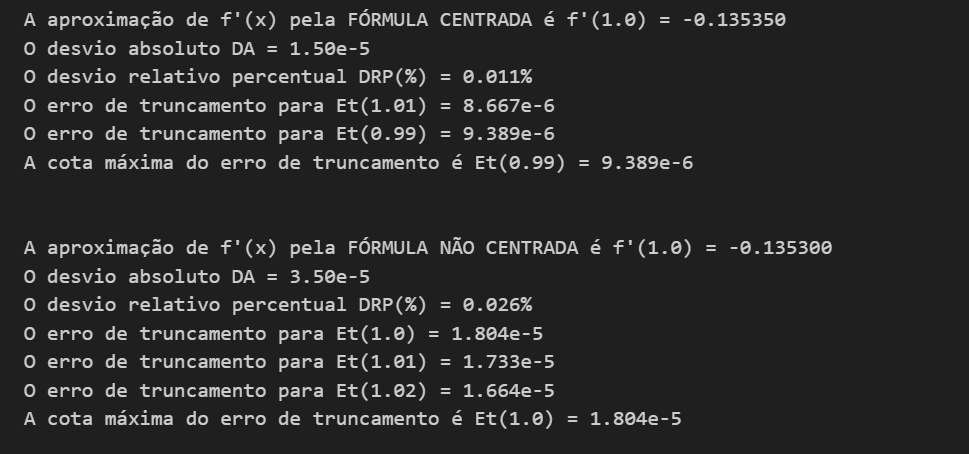 A aproximação de f'(x) pela FÓRMULA CENTRADA é f'(1.0) = -0.135350
O desvio absoluto DA = 1.50e-5
O desvio relativo percentual DRP(%) = 0.011%
O erro de truncamento para Et(1.01) = 8.667e-6
O erro de truncamento para Et(0.99) = 9.389e-6
A cota máxima do erro de truncamento é Et(0.99) = 9.389e-6
A aproximação de f'(x) pela FÓRMULA NÃO CENTRADA é f'(1.0) = -0.135300
O desvio absoluto DA = 3.50e-5
O desvio relativo percentual DRP(%) = 0.026%
O erro de truncamento para Et(1.0) = 1.804e-5
O erro de truncamento para Et(1.01) = 1.733e-5
O erro de truncamento para Et(1.02) = 1.664e-5
A cota máxima do erro de truncamento é Et(1.0) = 1.804e-5